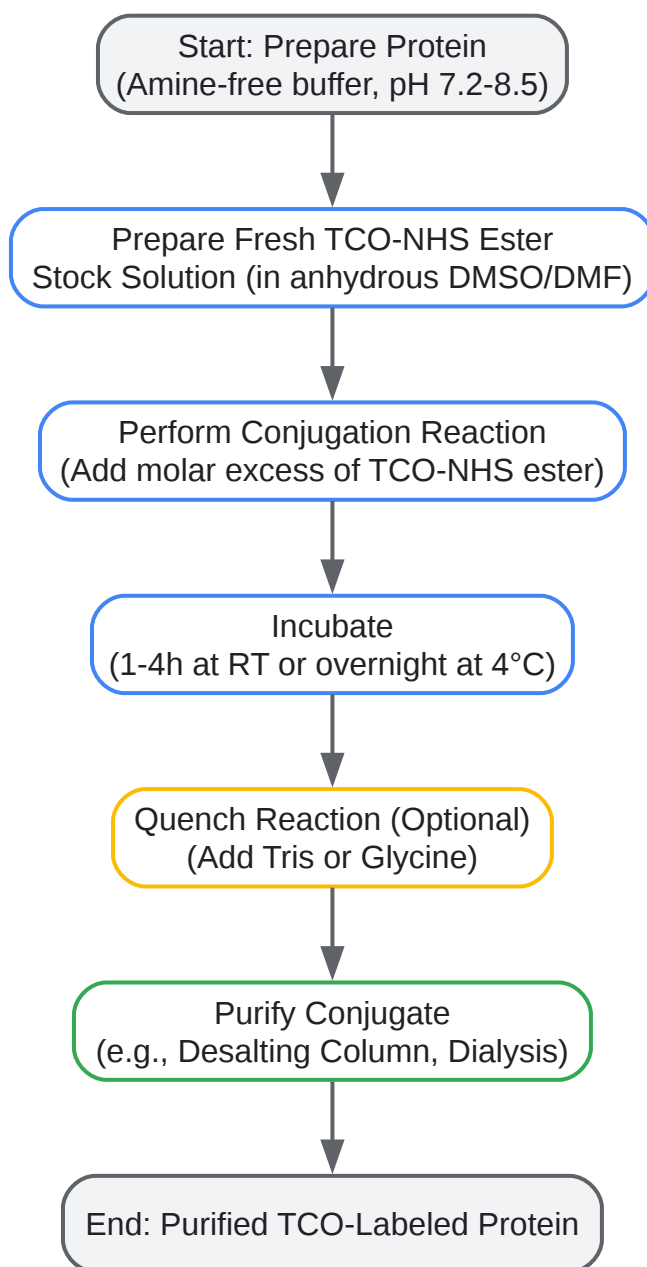 Start: Prepare Protein
(Amine-free buffer, pH 7.2-8.5)
Prepare Fresh TCO-NHS Ester
Stock Solution (in anhydrous DMSO/DMF)
Perform Conjugation Reaction
(Add molar excess of TCO-NHS ester)
Incubate
(1-4h at RT or overnight at 4°C)
Quench Reaction (Optional)
(Add Tris or Glycine)
Purify Conjugate
(e.g., Desalting Column, Dialysis)
End: Purified TCO-Labeled Protein